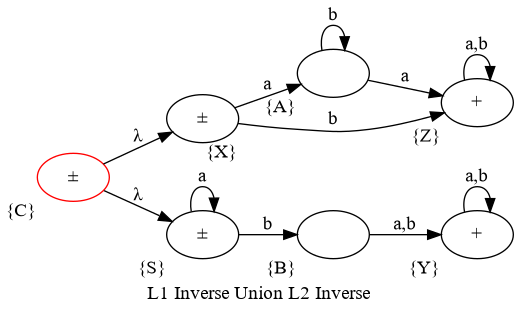 b
a,b
a
{A}
a
+
±
b
{Z}
λ
{X}
±
a
a,b
λ
{C}
±
b
a,b
+
{S}
{B}
{Y}
L1 Inverse Union L2 Inverse